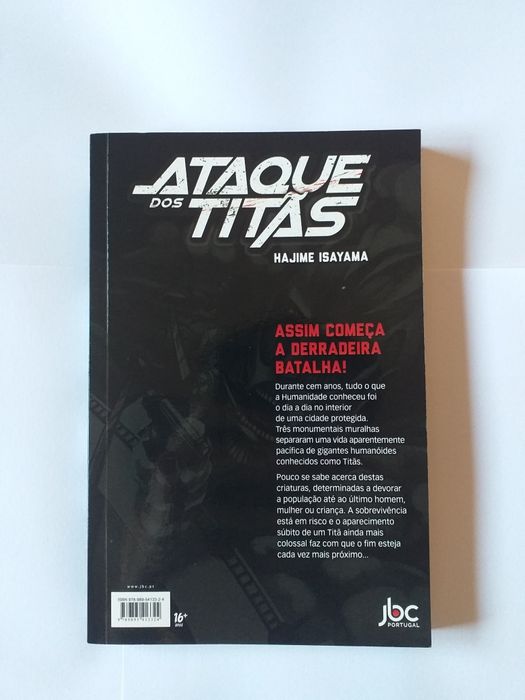 ATAQUE
DOS
TITÃS
HAJIME ISAYAMA
ASSIM COMEÇA
A DERRADEIRA
BATALHA!
Durante cem anos, tudo o que
a Humanidade conheceu foi
o dia a dia no interior
de uma cidade protegida.
Três monumentais muralhas
separaram uma vida aparentemente
pacífica de gigantes humanóides
conhecidos como Titãs.
Pouco se sabe acerca destas
criaturas, determinadas a devorar
a população até ao último homem,
mulher ou criança. A sobrevivência
está em risco e o aparecimento
súbito de um Titã ainda mais
colossal faz com que o fim esteja
cada vez mais próximo...
www.jbc.pt
16+
anos
jbc
PORTUGAL